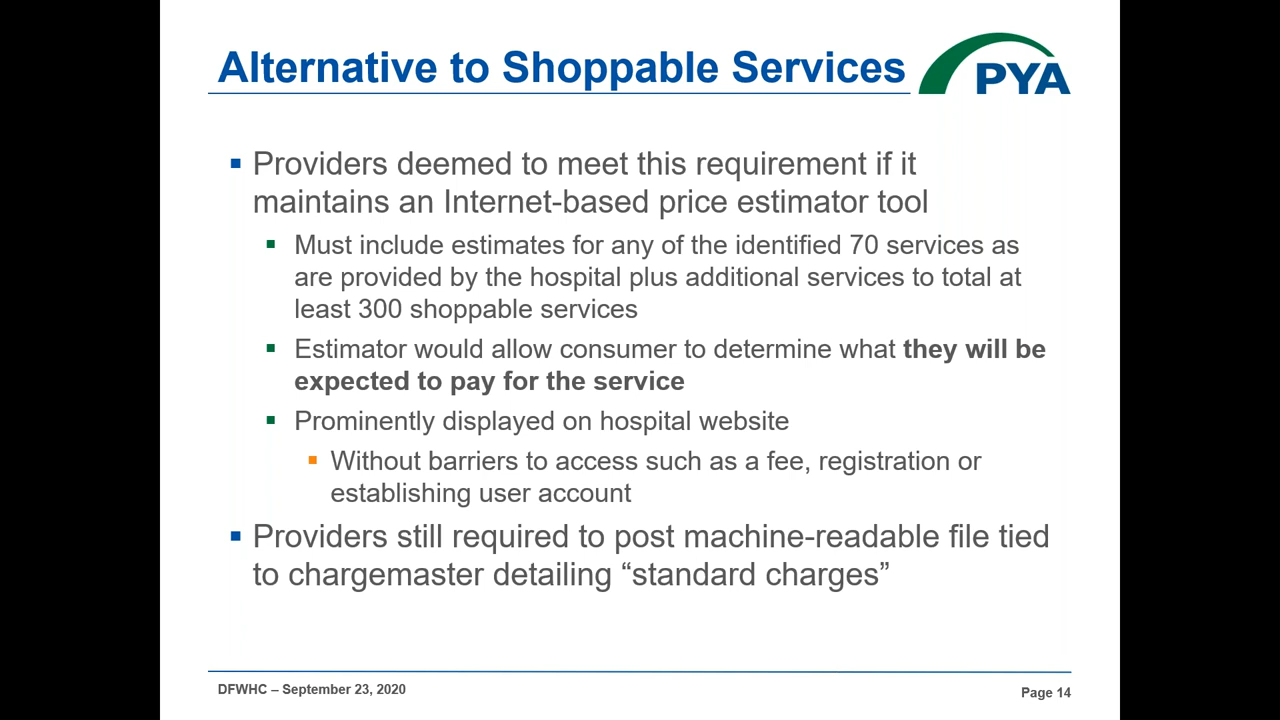 Alternative to Shoppable Services
PYA
▪ Providers deemed to meet this requirement if it
maintains an Internet-based price estimator tool
▪ Must include estimates for any of the identified 70 services as
are provided by the hospital plus additional services to total at
least 300 shoppable services
▪ Estimator would allow consumer to determine what they will be
expected to pay for the service
▪ Prominently displayed on hospital website
▪ Without barriers to access such as a fee, registration or
establishing user account
▪ Providers still required to post machine-readable file tied
to chargemaster detailing “standard charges”
DFWHC – September 23, 2020
Page 14